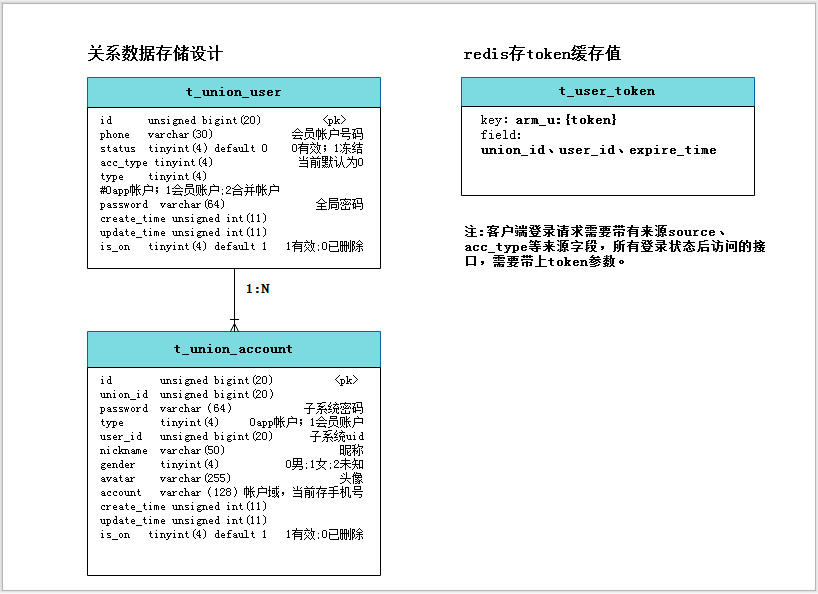 关系数据存储设计
t_union_user
id unsigned bigint(20) <pk>
phone varchar(30) 会员帐户号码
status tinyint(4) default 0 0有效；1冻结
acc_type tinyint(4) 当前默认为0
type tinyint(4)
#0app帐户；1会员账户;2合并帐户
password varchar(64) 全局密码
create_time unsigned int(11)
update_time unsigned int(11)
is_on tinyint(4) default 1 1有效;0已删除
1:N
t_union_account
id unsigned bigint(20) <pk>
union_id unsigned bigint(20)
password varchar (64) 子系统密码
type tinyint(4) 0app帐户；1会员账户
user_id unsigned bigint(20) 子系统uid
nickname varchar(50) 昵称
gender tinyint(4) 0男;1女;2未知
avatar varchar(255) 头像
account varchar (128) 帐户域，当前存手机号
create_time unsigned int(11)
update_time unsigned int(11)
is_on tinyint(4) default 1 1有效;0已删除
redis存token缓存值
t_user_token
key：arm_u:{token}
field:
union_id、user_id、expire_time
注:客户端登录请求需要带有来源source、
acc_type等来源字段，所有登录状态后访问的接
口，需要带上token参数。